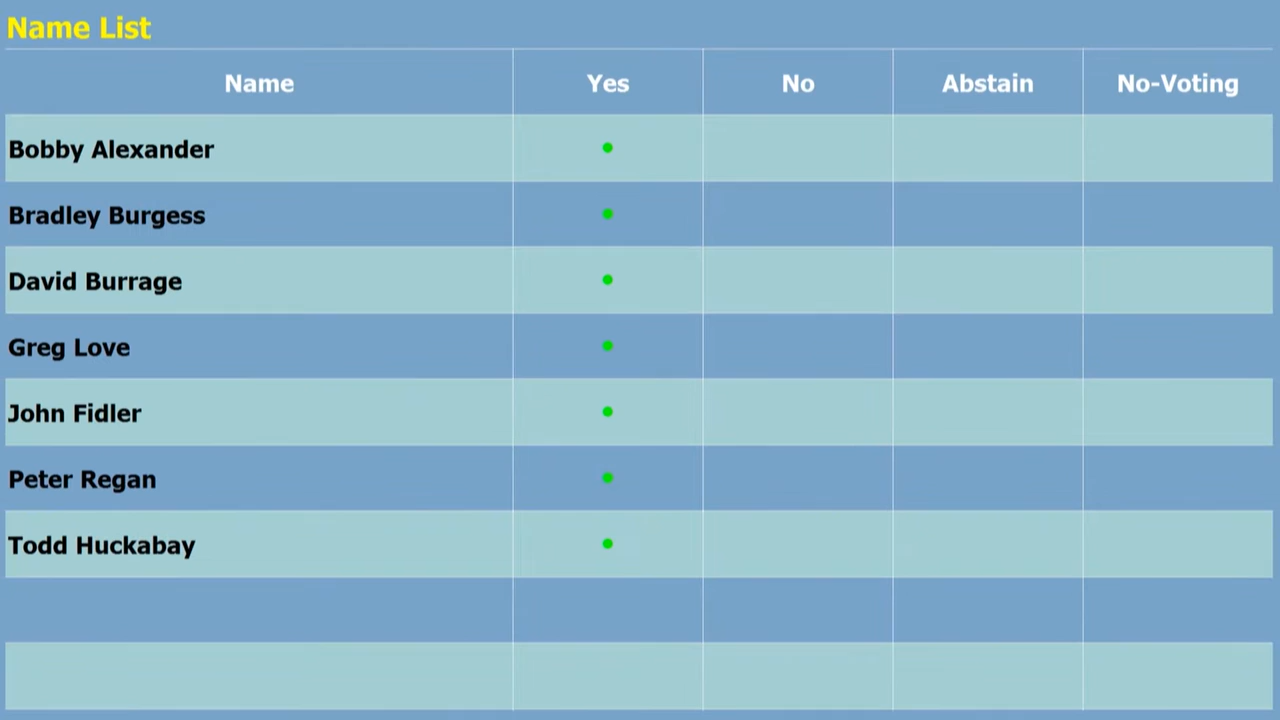 Name List
Name Yes No Abstain No-Voting
Bobby Alexander
Bradley Burgess
David Burrage
Greg Love
John Fidler
Peter Regan
Todd Huckabay